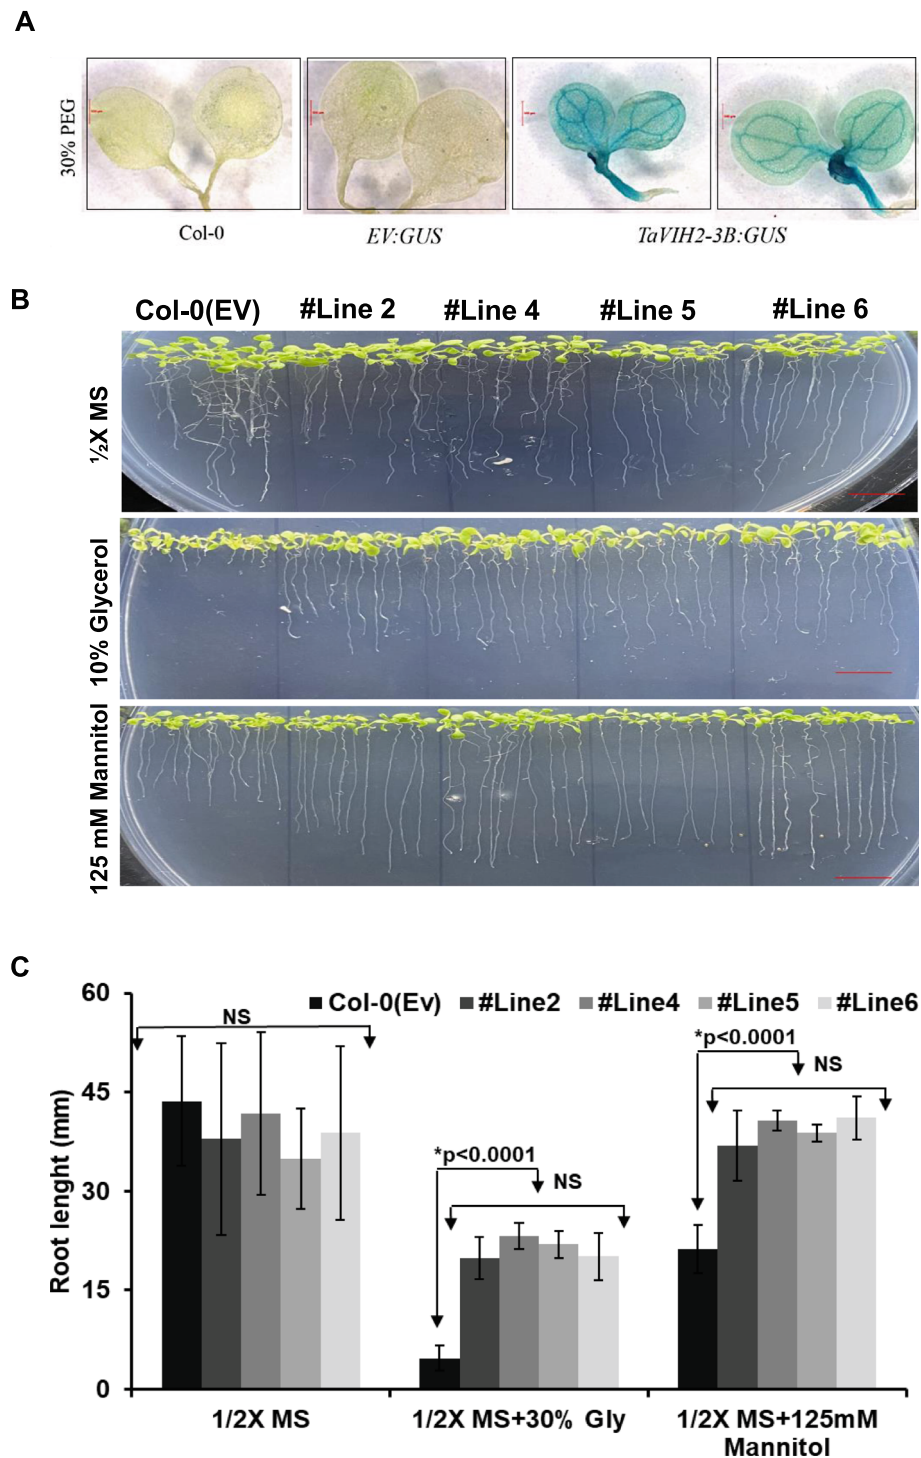 A
30% PEG
Col-0
EV:GUS
TaVIH2-3B:GUS
B
Col-0(EV) #Line 2 #Line 4 #Line 5 #Line 6
½X MS
10% Glycerol
125 mM Mannitol
C
Root lenght (mm)
60
45
30
15
0
Col-0(Ev) #Line2 #Line4 #Line5 #Line6
NS
*p<0.0001
NS
*p<0.0001
NS
1/2X MS
1/2X MS+30% Gly
1/2X MS+125mM
Mannitol